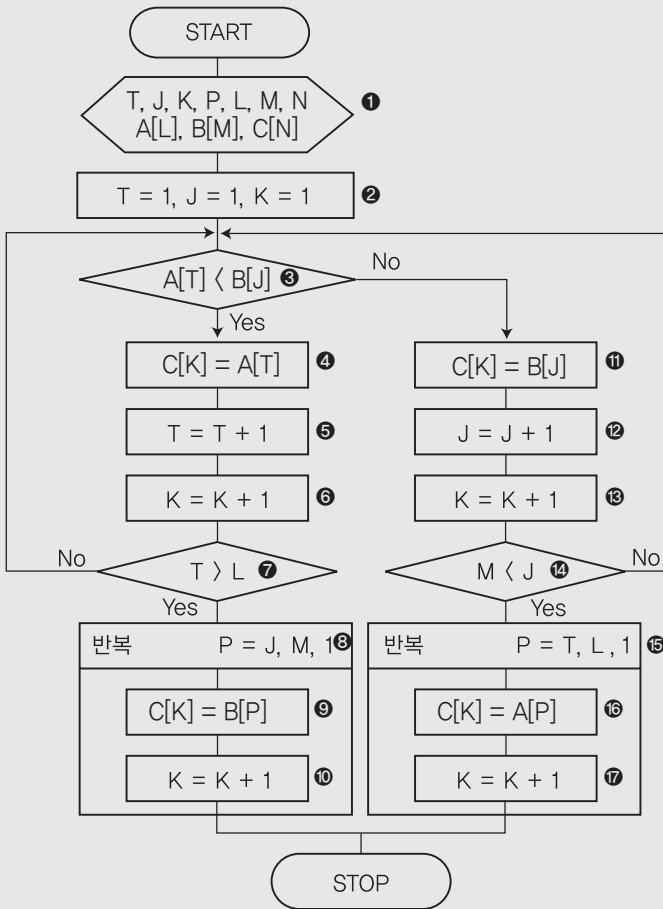 START
T, J, K, P, L, M, N ❶
A[L], B[M], C[N]
T = 1, J = 1, K = 1 ❷
A[T] < B[J] ❸
No
Yes
C[K] = A[T] ❹
T = T + 1 ❺
K = K + 1 ❻
No
T > L ❼
Yes
반복 P = J, M, 1 ❽
C[K] = B[P] ❾
K = K + 1 ❿
C[K] = B[J] ⓫
J = J + 1 ⓬
K = K + 1 ⓭
M < J ⓮
No
Yes
반복 P = T, L , 1 ⓯
C[K] = A[P] ⓰
K = K + 1 ⓱
STOP